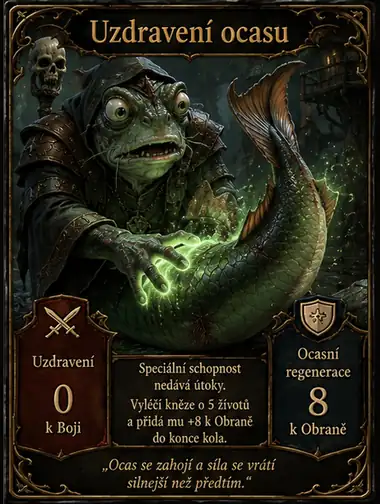 Uzdravení ocasu
Uzdravení
0
k Boji
Speciální schopnost
nedává útoky.
Vyléčí kněze o 5 životů
a přidá mu +8 k Obraně
do konce kola.
Ocasní
regenerace
8
k Obraně
„Ocas se zahojí a síla se vrátí
silnejší než předtím.“